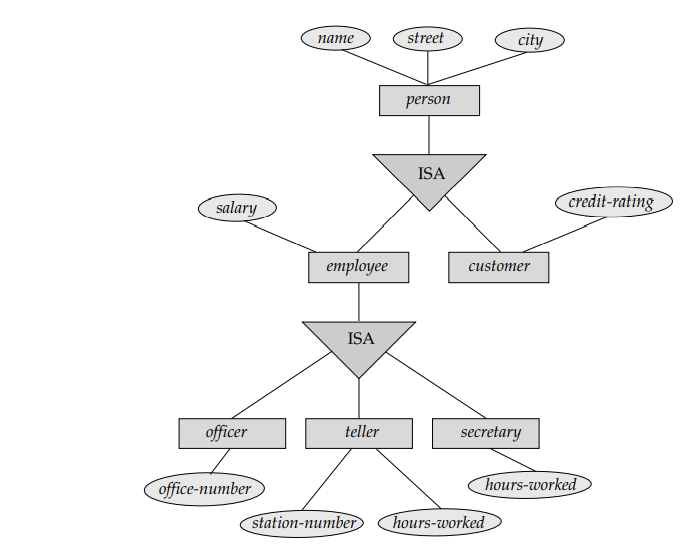 name
street
city
person
ISA
salary
credit-rating
employee
customer
ISA
officer
teller
secretary
office-number
hours-worked
station-number
hours-worked